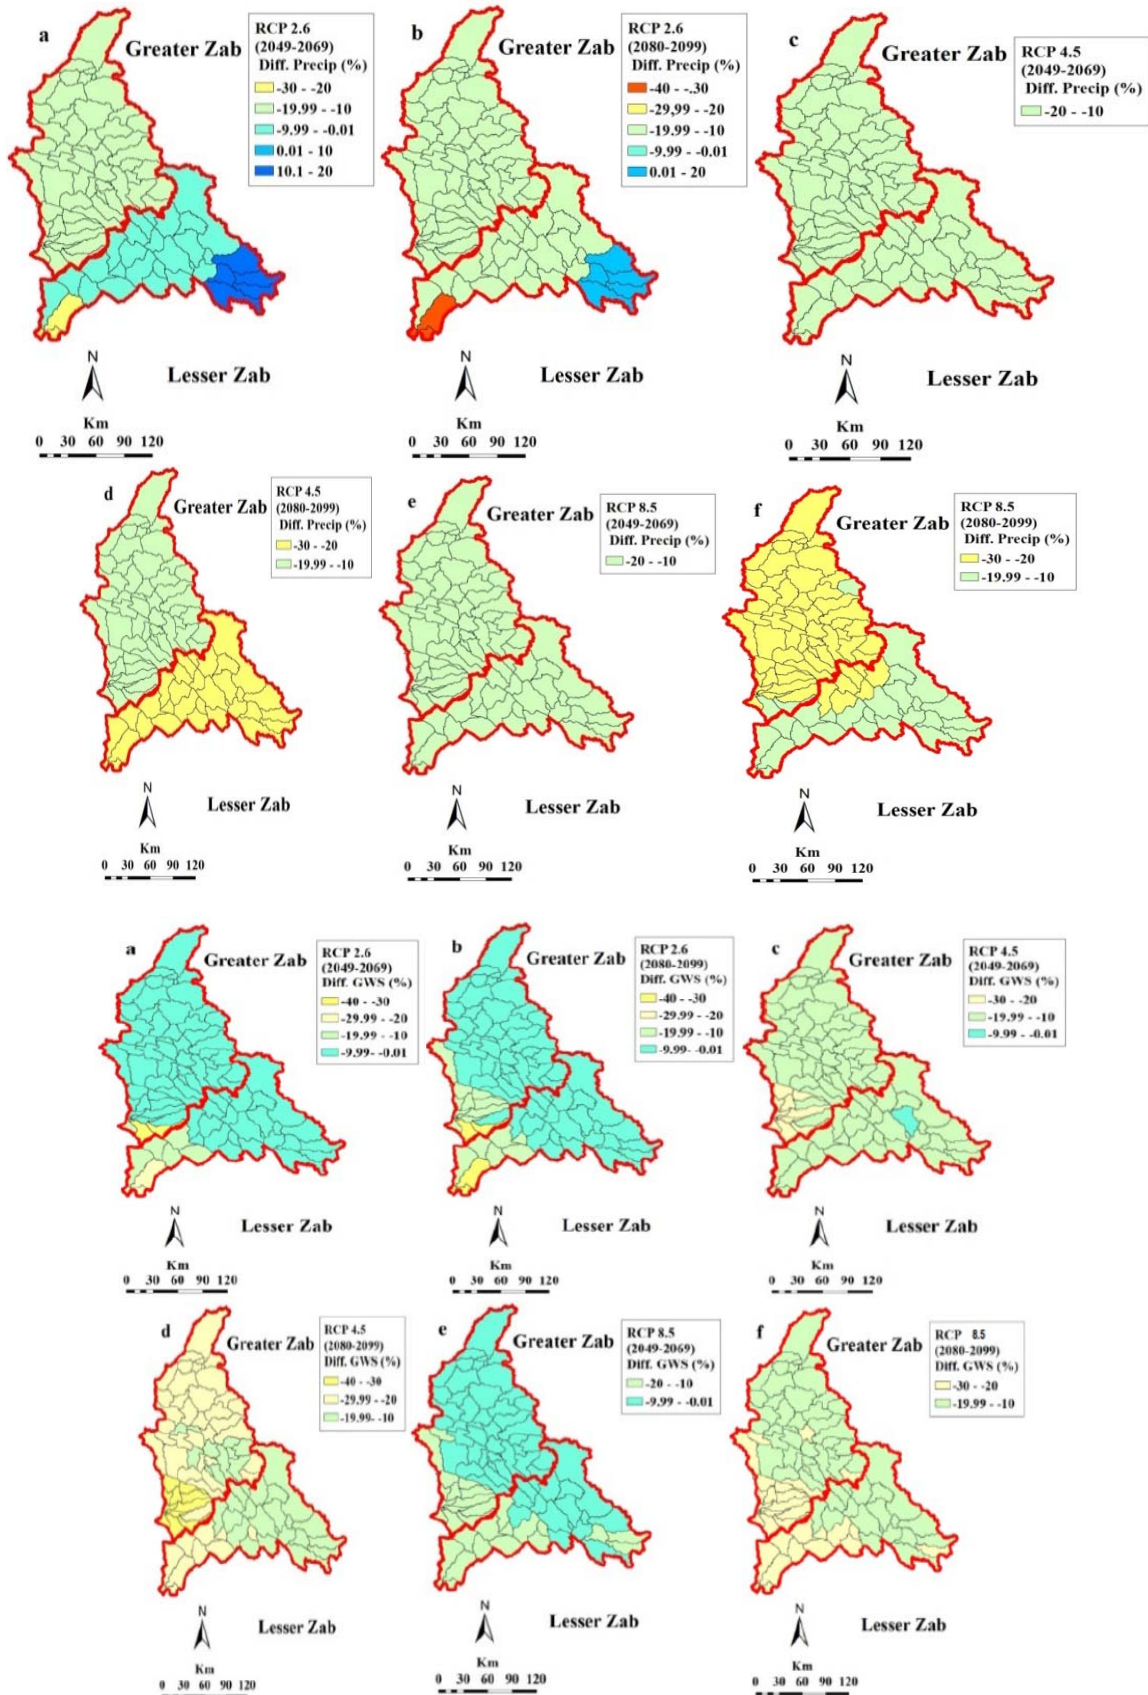 a
Greater Zab
RCP 2.6
(2049-2069)
Diff. Precip (%)
-30 - -20
-19.99 - -10
-9.99 - -0.01
0.01 - 10
10.1 - 20
N
Lesser Zab
Km
0 30 60 90 120
b
Greater Zab
RCP 2.6
(2080-2099)
Diff. Precip (%)
-40 - -.30
-29,99 - -20
-19.99 - -10
-9.99 - -0.01
0.01 - 20
N
Lesser Zab
Km
0 30 60 90 120
c
Greater Zab
RCP 4.5
(2049-2069)
Diff. Precip (%)
-20 - -10
N
Lesser Zab
Km
0 30 60 90 120
d
Greater Zab
RCP 4.5
(2080-2099)
Diff. Precip (%)
-30 - -20
-19.99 - -10
N
Lesser Zab
Km
0 30 60 90 120
e
Greater Zab
RCP 8.5
(2049-2069)
Diff. Precip (%)
-20 - -10
N
Lesser Zab
Km
0 30 60 90 120
f
Greater Zab
RCP 8.5
(2080-2099)
Diff. Precip (%)
-30 - -20
-19.99 - -10
N
Lesser Zab
Km
0 30 60 90 120
a
Greater Zab
RCP 2.6
(2049-2069)
Diff. GWS (%)
-40 - -30
-29.99 - -20
-19.99 - -10
-9.99- -0.01
N
Lesser Zab
Km
0 30 60 90 120
b
Greater Zab
RCP 2.6
(2080-2099)
Diff. GWS (%)
-40 - -30
-29.99 - -20
-19.99 - -10
-9.99- -0.01
N
Lesser Zab
Km
0 30 60 90 120
c
Greater Zab
RCP 4.5
(2049-2069)
Diff. GWS (%)
-30 - -20
-19.99 - -10
-9.99 - -0.01
N
Lesser Zab
Km
0 30 60 90 120
d
Greater Zab
RCP 4.5
(2080-2099)
Diff. GWS (%)
-40 - -30
-29.99 - -20
-19.99- -10
N
Lesser Zab
Km
0 30 60 90 120
e
Greater Zab
RCP 8.5
(2049-2069)
Diff. GWS (%)
-20 - -10
-9.99 - -0.01
N
Lesser Zab
Km
0 30 60 90 120
f
Greater Zab
RCP 8.5
(2080-2099)
Diff. GWS (%)
-30 - -20
-19.99 - -10
N
Lesser Zab
Km
0 30 60 90 120